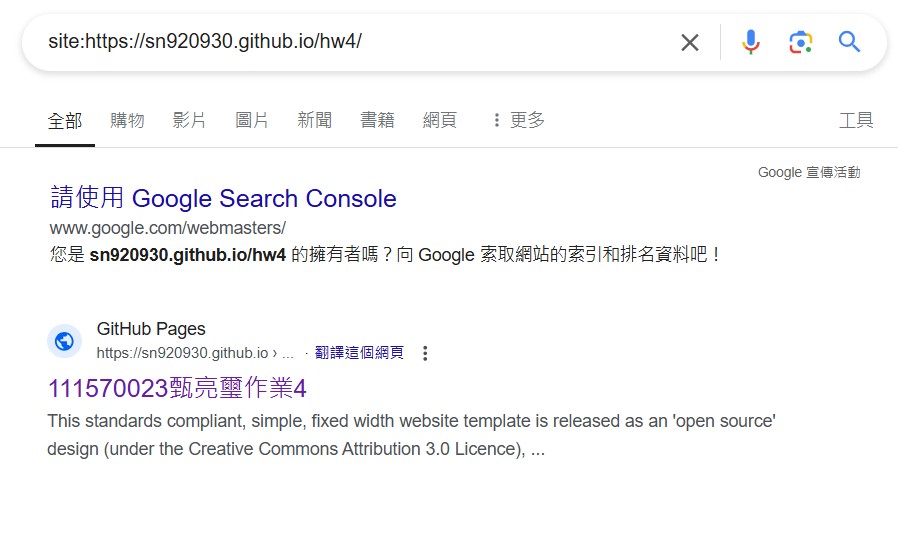 site:https://sn920930.github.io/hw4/
全部 購物 影片 圖片 新聞 書籍 網頁 更多 工具
Google 宣傳活動
請使用 Google Search Console
www.google.com/webmasters/
您是 sn920930.github.io/hw4 的擁有者嗎？向 Google 索取網站的索引和排名資料吧！
GitHub Pages
https://sn920930.github.io › ... · 翻譯這個網頁
111570023甄亮璽作業4
This standards compliant, simple, fixed width website template is released as an 'open source'
design (under the Creative Commons Attribution 3.0 Licence), ...